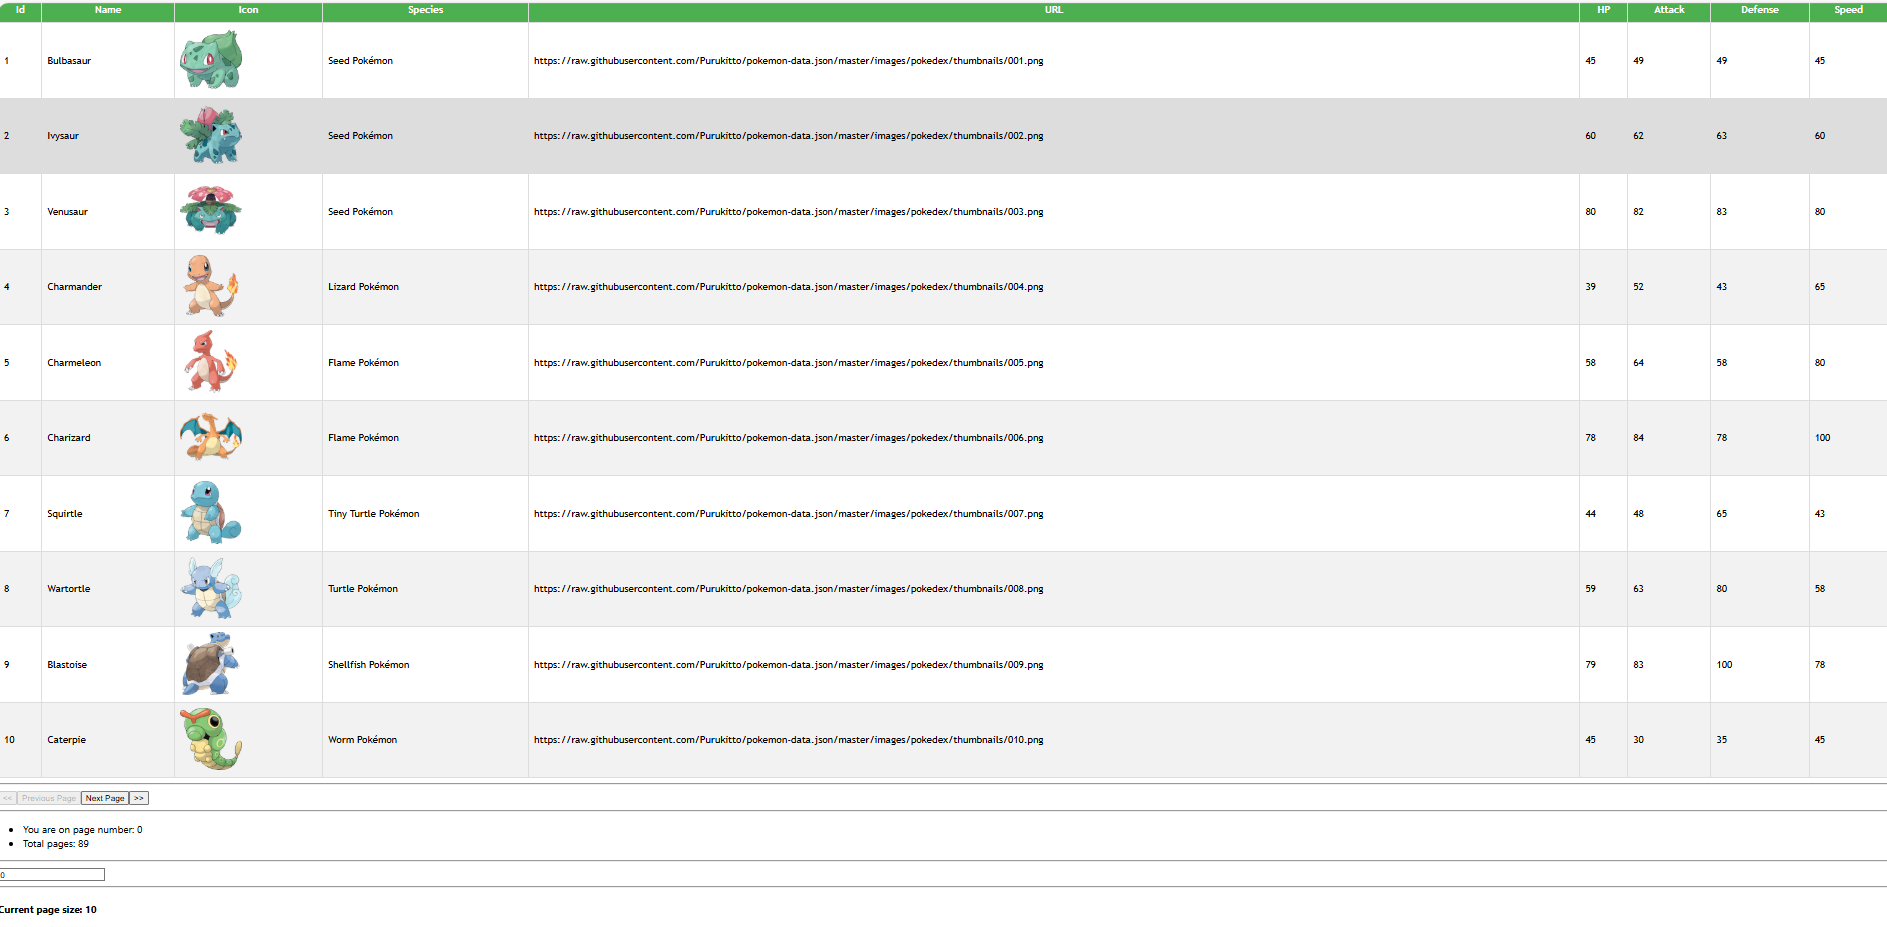 Id Name Icon Species URL HP Attack Defense Speed
1 Bulbasaur Seed Pokémon https://raw.githubusercontent.com/Purukitto/pokemon-data.json/master/images/pokedex/thumbnails/001.png 45 49 49 45
2 Ivysaur Seed Pokémon https://raw.githubusercontent.com/Purukitto/pokemon-data.json/master/images/pokedex/thumbnails/002.png 60 62 63 60
3 Venusaur Seed Pokémon https://raw.githubusercontent.com/Purukitto/pokemon-data.json/master/images/pokedex/thumbnails/003.png 80 82 83 80
4 Charmander Lizard Pokémon https://raw.githubusercontent.com/Purukitto/pokemon-data.json/master/images/pokedex/thumbnails/004.png 39 52 43 65
5 Charmeleon Flame Pokémon https://raw.githubusercontent.com/Purukitto/pokemon-data.json/master/images/pokedex/thumbnails/005.png 58 64 58 80
6 Charizard Flame Pokémon https://raw.githubusercontent.com/Purukitto/pokemon-data.json/master/images/pokedex/thumbnails/006.png 78 84 78 100
7 Squirtle Tiny Turtle Pokémon https://raw.githubusercontent.com/Purukitto/pokemon-data.json/master/images/pokedex/thumbnails/007.png 44 48 65 43
8 Wartortle Turtle Pokémon https://raw.githubusercontent.com/Purukitto/pokemon-data.json/master/images/pokedex/thumbnails/008.png 59 63 80 58
9 Blastoise Shellfish Pokémon https://raw.githubusercontent.com/Purukitto/pokemon-data.json/master/images/pokedex/thumbnails/009.png 79 83 100 78
10 Caterpie Worm Pokémon https://raw.githubusercontent.com/Purukitto/pokemon-data.json/master/images/pokedex/thumbnails/010.png 45 30 35 45
<< Previous Page Next Page >>
• You are on page number: 0
• Total pages: 89
0
Current page size: 10